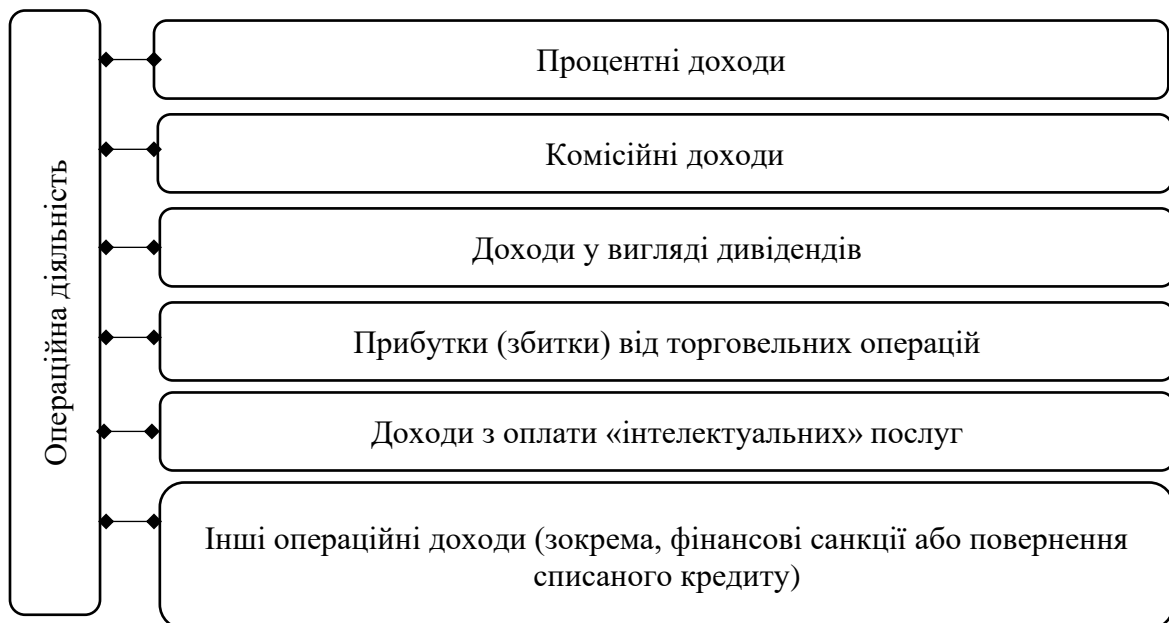 Операційна діяльність
Процентні доходи
Комісійні доходи
Доходи у вигляді дивідендів
Прибутки (збитки) від торговельних операцій
Доходи з оплати «інтелектуальних» послуг
Інші операційні доходи (зокрема, фінансові санкції або повернення
списаного кредиту)